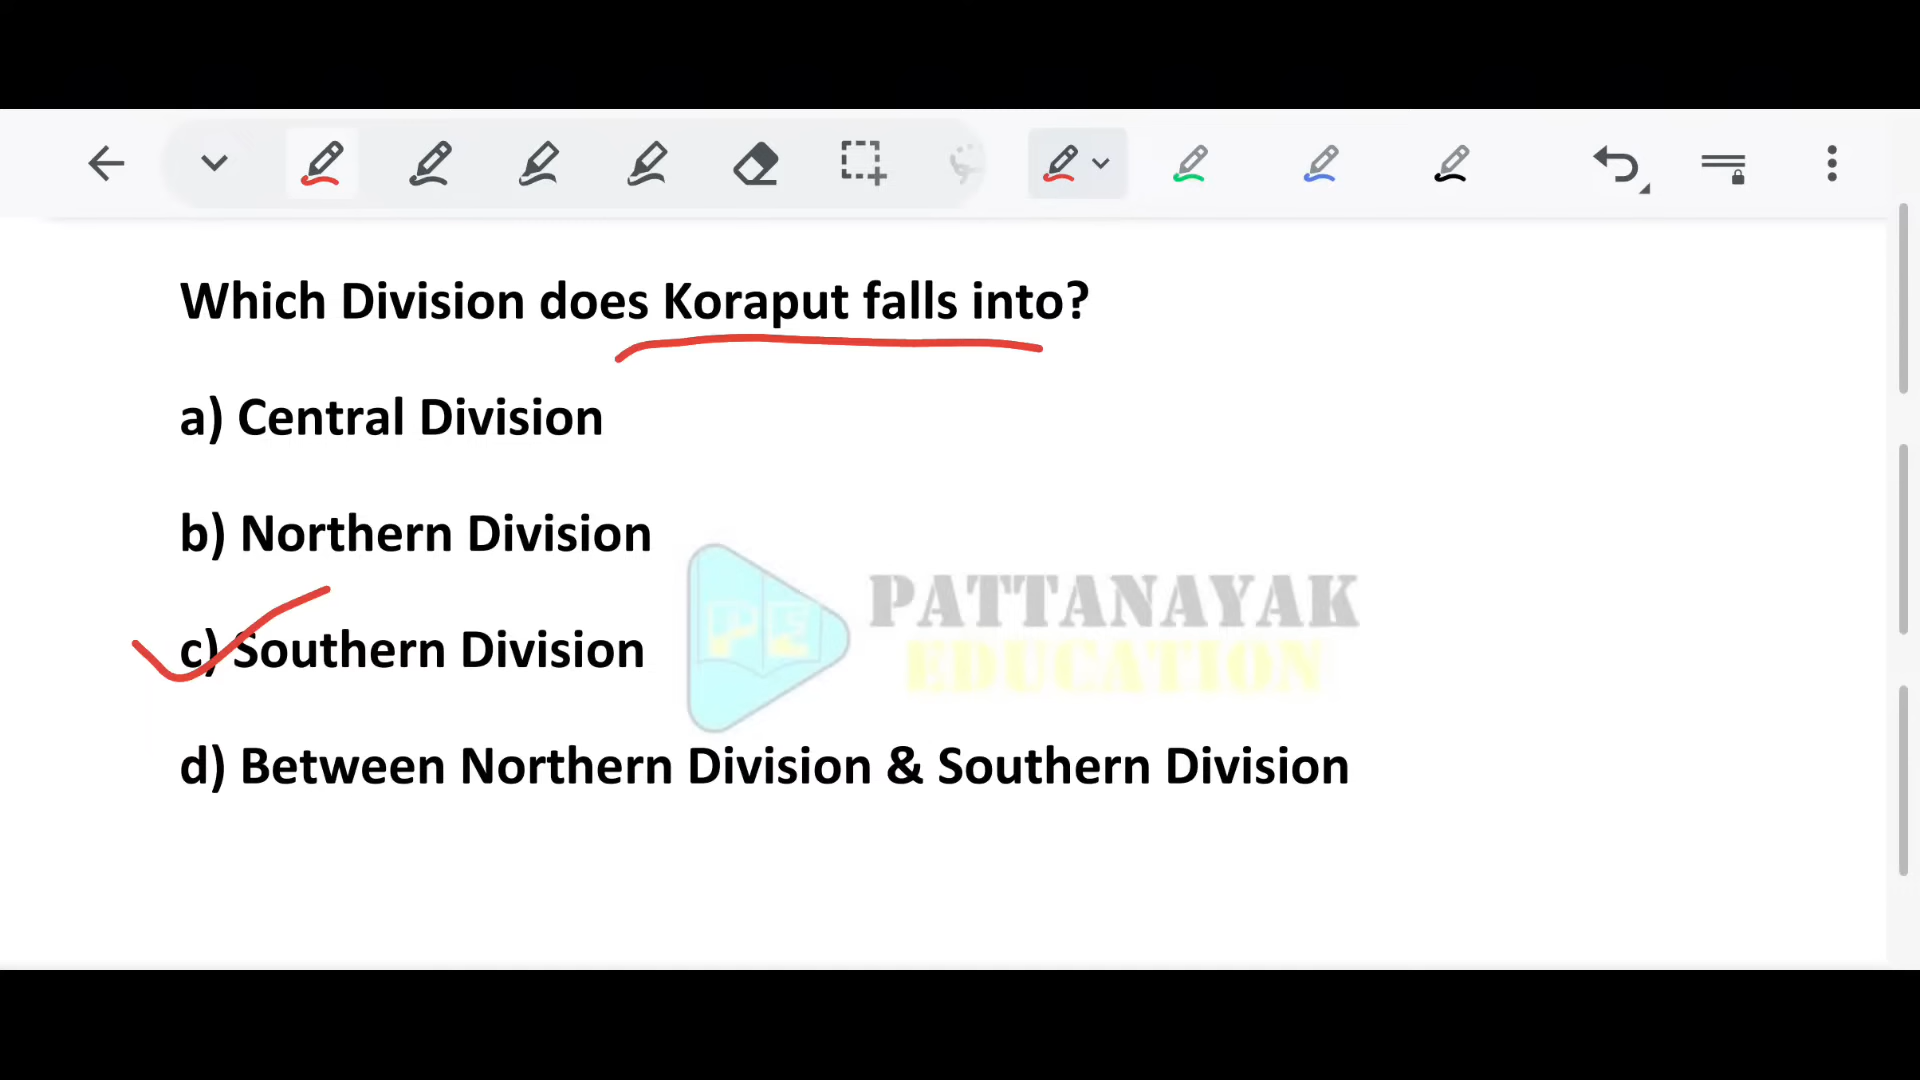 Which Division does Koraput falls into?
a) Central Division
b) Northern Division
c) Southern Division
d) Between Northern Division & Southern Division
PE
PATTANAYAK
EDUCATION